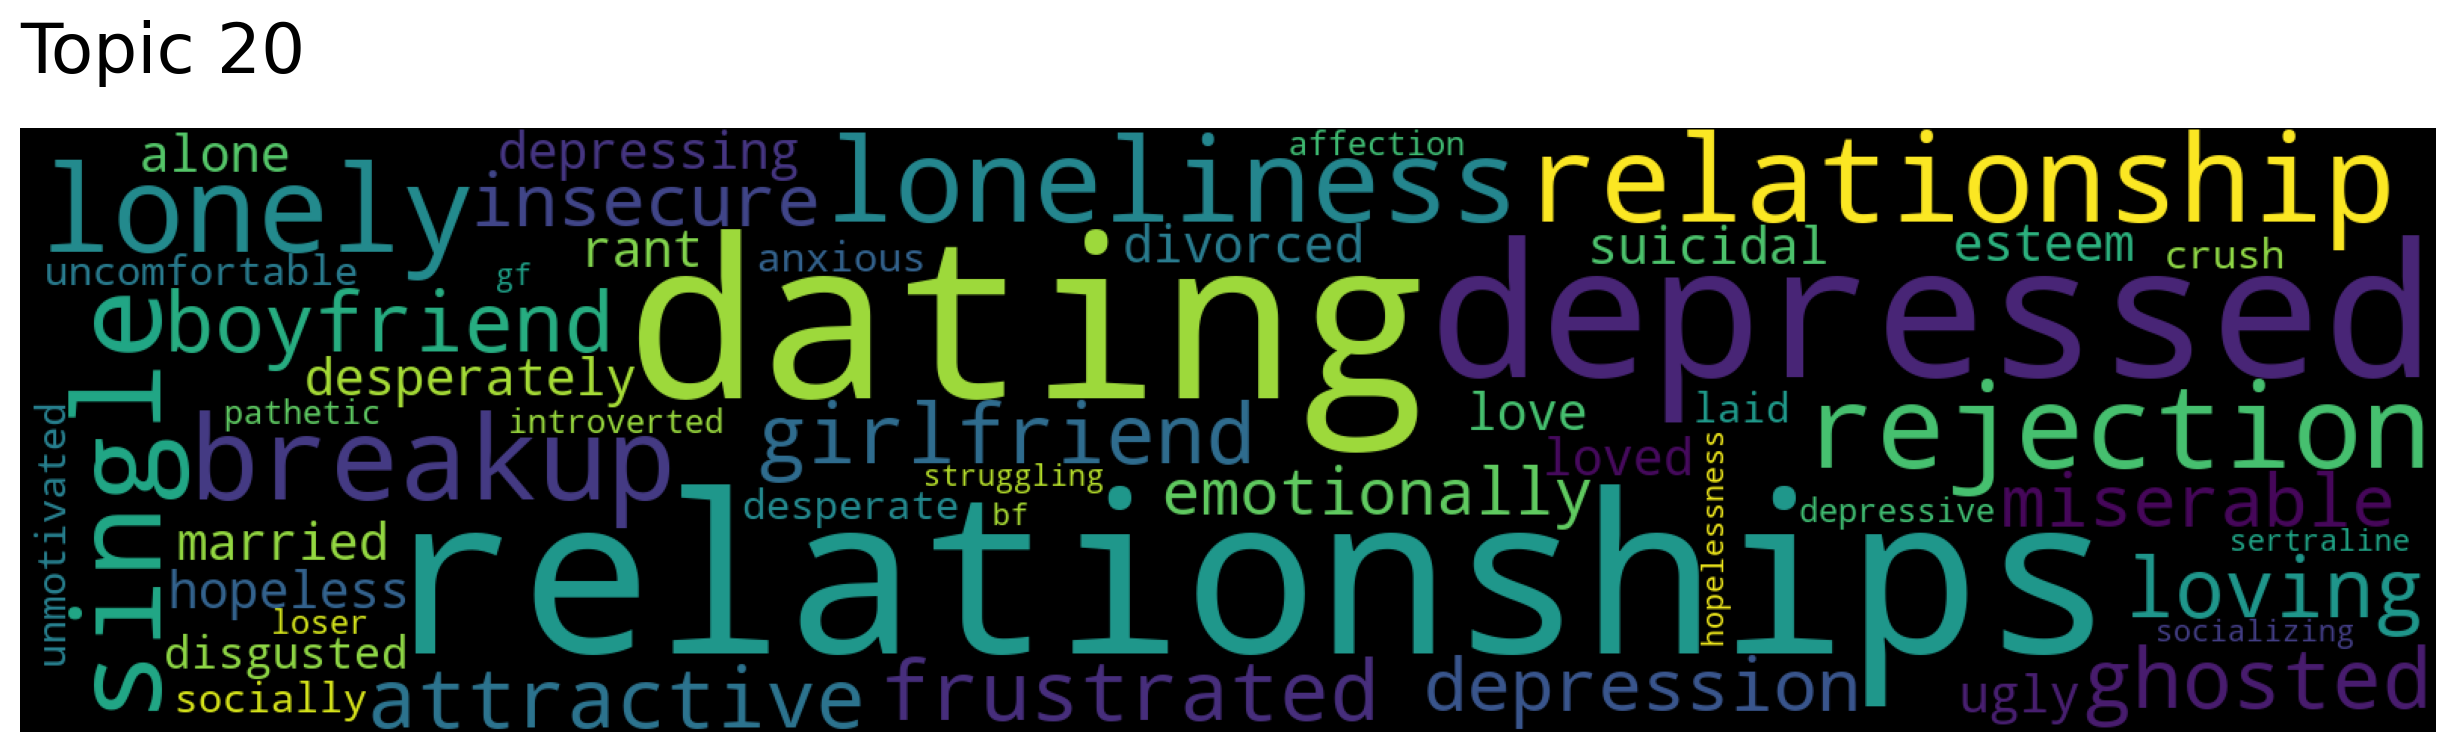 Topic 20
alone
depressing
loneliness
affection
relationship
lonely
insecure
rant
anxious
divorced
suicidal
esteem
crush
uncomfortable
gf
boyfriend
dating
depressed
desperately
single
pathetic
introverted
girlfriend
love
laid
rejection
unmotivated
breakup
struggling
loved
hopelessness
desperate
bf
emotionally
depressive
miserable
married
relationships
sertraline
hopeless
loving
loser
socializing
disgusted
socially
attractive
frustrated
depression
ugly
ghosted